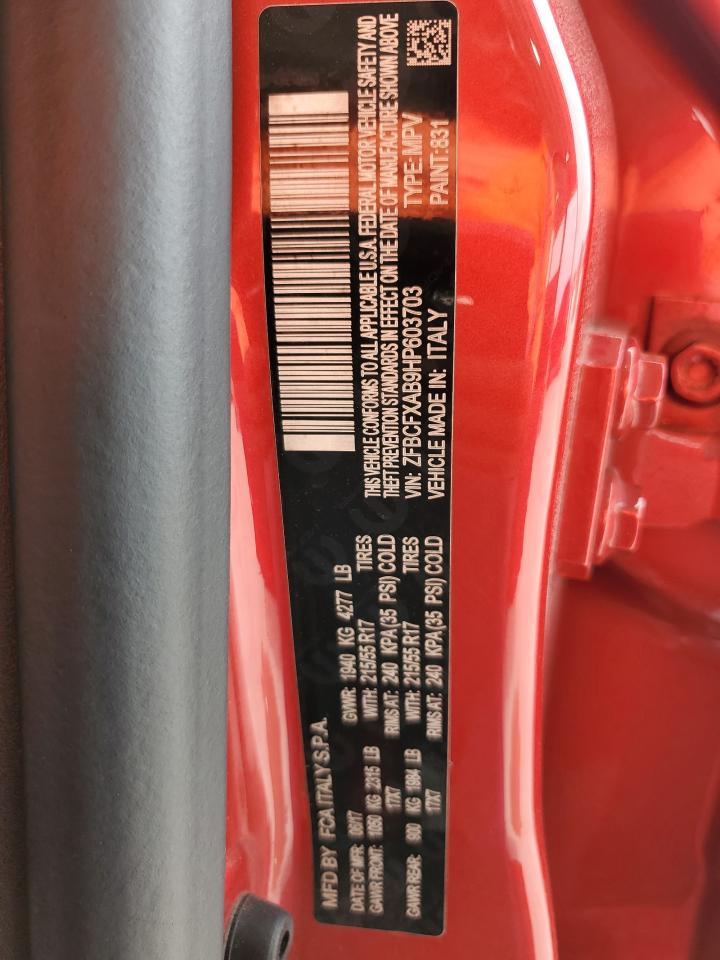 MFD BY FCA ITALY S.P.A.
DATE OF MFR: 06/17 GVWR: 1940 KG 4277 LB
GAWR FRONT: 1050 KG 2315 LB WITH: 215/55 R17 TIRES
17X7 RIMS AT: 240 KPA(35 PSI) COLD
GAWR REAR: 900 KG 1984 LB WITH: 215/55 R17 TIRES
17X7 RIMS AT: 240 KPA(35 PSI) COLD
THIS VEHICLE CONFORMS TO ALL APPLICABLE U.S.A. FEDERAL MOTOR VEHICLE SAFETY AND
THEFT PREVENTION STANDARDS IN EFFECT ON THE DATE OF MANUFACTURE SHOWN ABOVE
VIN: ZFBCFXAB9HP603703 TYPE: MPV
VEHICLE MADE IN: ITALY PAINT: 831